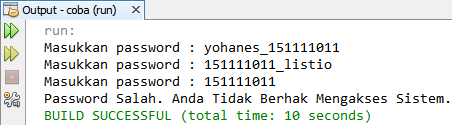 Output - coba (run)
run:
Masukkan password : yohanes_151111011
Masukkan password : 151111011_listio
Masukkan password : 151111011
Password Salah. Anda Tidak Berhak Mengakses Sistem.
BUILD SUCCESSFUL (total time: 10 seconds)